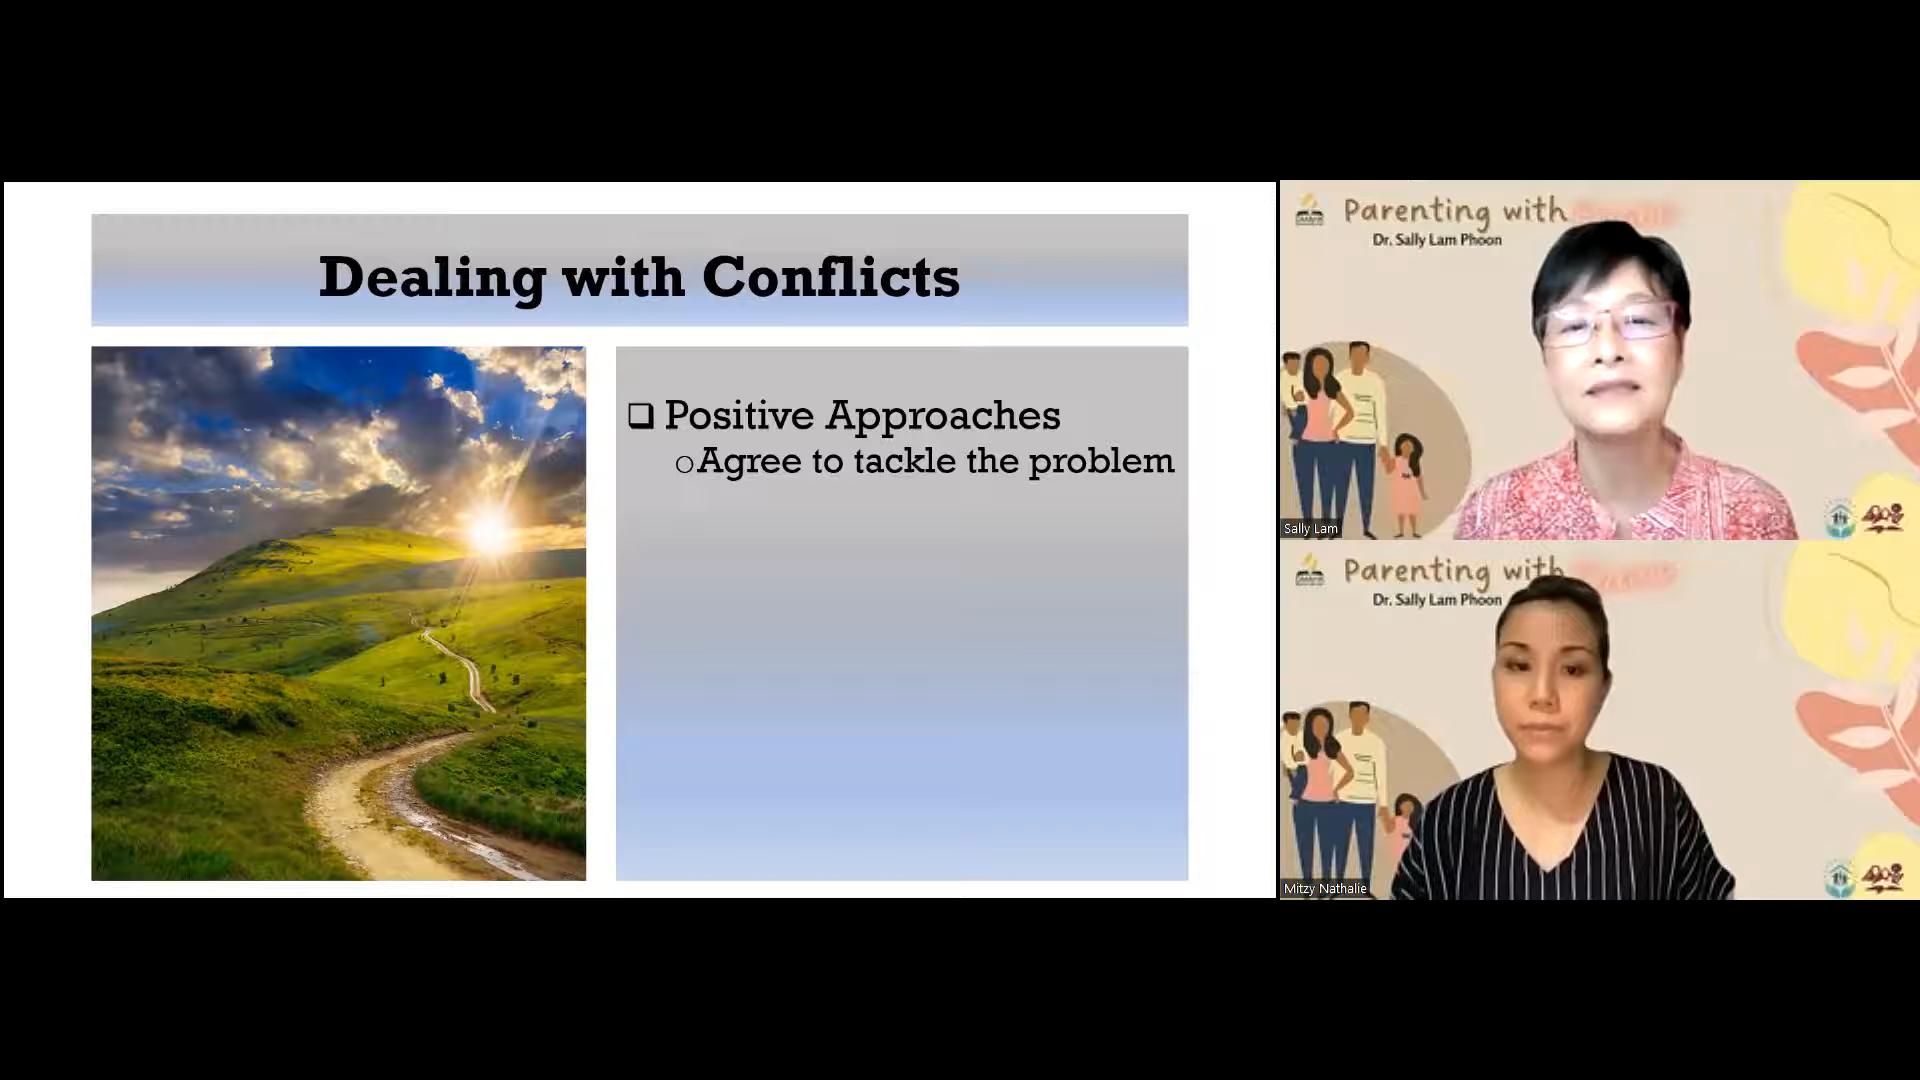 Dealing with Conflicts
Positive Approaches
Agree to tackle the problem
Parenting with
Dr. Sally Lam Phoon
Sally Lam
Parenting with
Dr. Sally Lam Phoon
Mitzy Nathalie